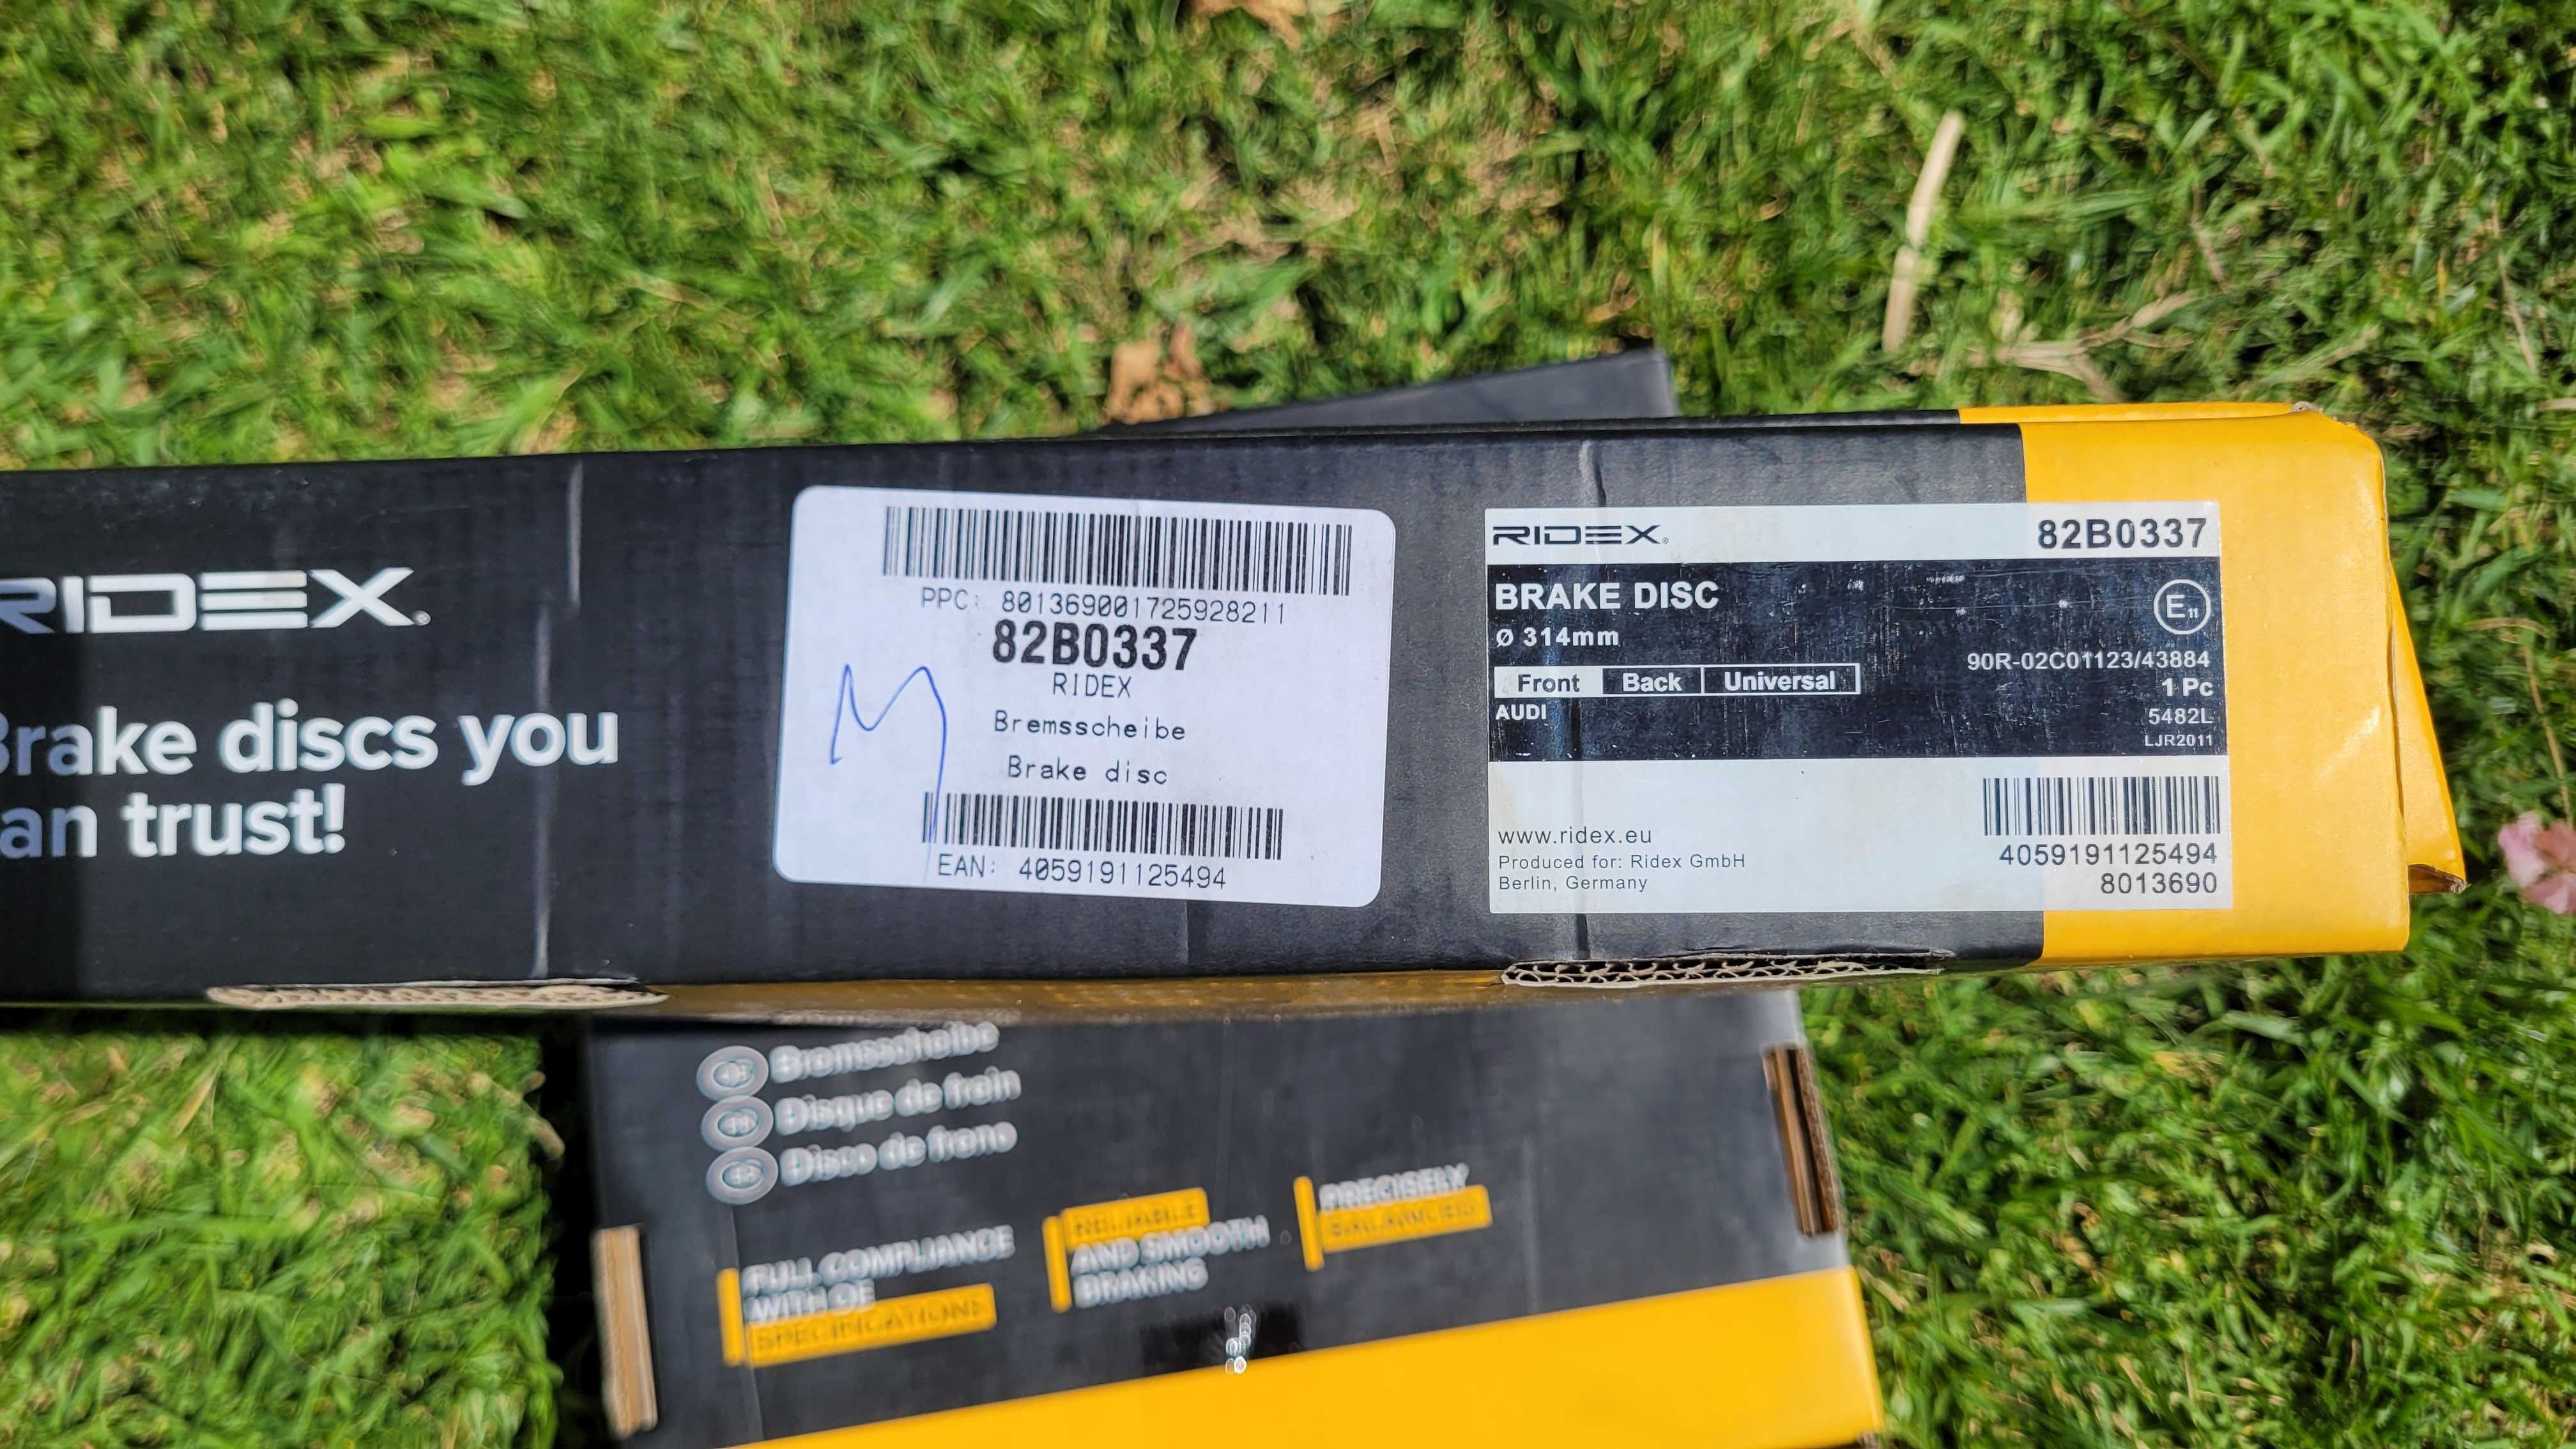 RIDEX
Brake discs you
can trust!
PPC: 801369001725928211
82B0337
RIDEX
Bremsscheibe
Brake disc
EAN: 4059191125494
RIDEX 82B0337
BRAKE DISC
E11
Ø 314mm
90R-02C01123/43884
Front Back Universal
1 Pc
AUDI
5482L
LJR2011
www.ridex.eu
Produced for: Ridex GmbH
Berlin, Germany
4059191125494
8013690
Bremsscheibe
Disque de frein
Disco de freno
FULL COMPLIANCE
WITH OE
SPECIFICATIONS
RELIABLE
AND SMOOTH
BRAKING
PRECISELY
BALANCED